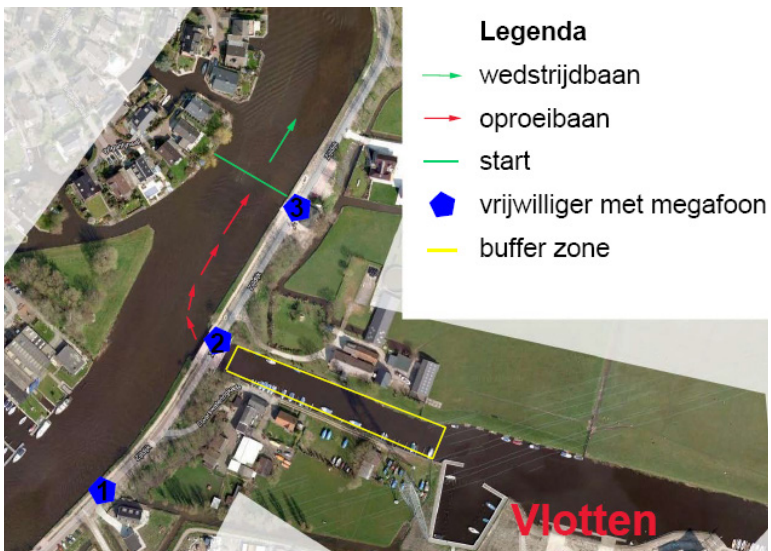 Legenda
wedstrijdbaan
oproeibaan
start
vrijwilliger met megafoon
buffer zone
3
2
1
Vlotten